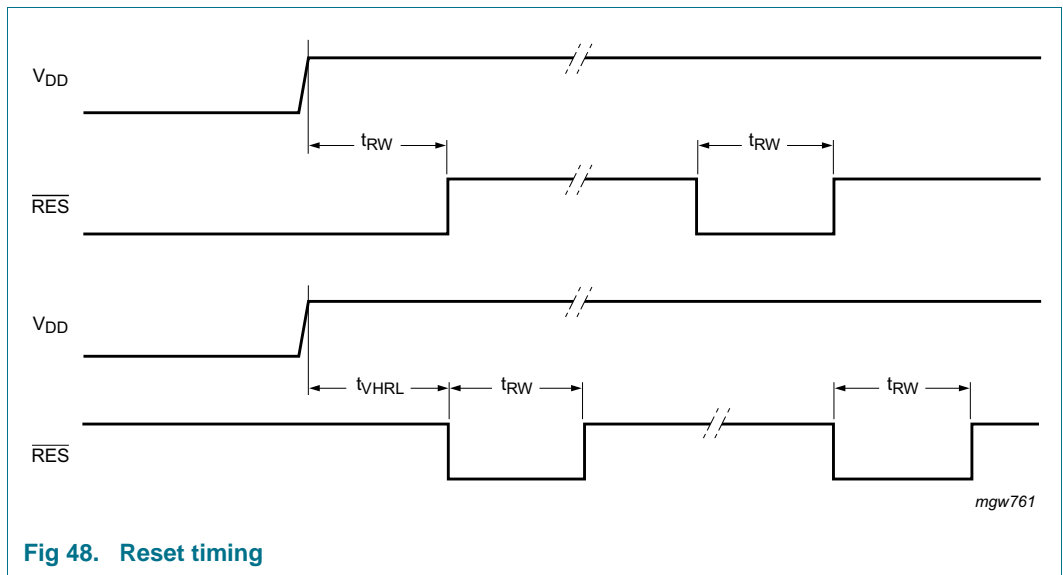 VDD
tRW
tRW
RES
VDD
tVHRL
tRW
tRW
RES
mgw761
Fig 48. Reset timing